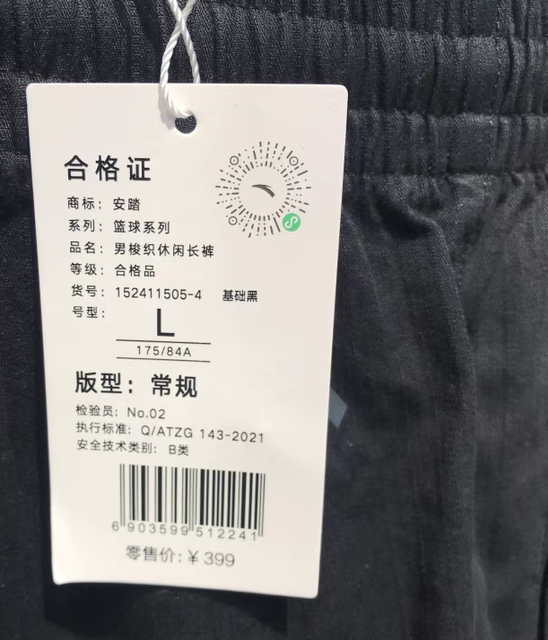 合格证
商标：安踏
系列：篮球系列
品名：男梭织休闲长裤
等级：合格品
货号：152411505-4 基础黑
号型：L
175/84A
版型：常规
检验员：No.02
执行标准：Q/ATZG 143-2021
安全技术类别：B类
6 903599 512241
零售价：¥399